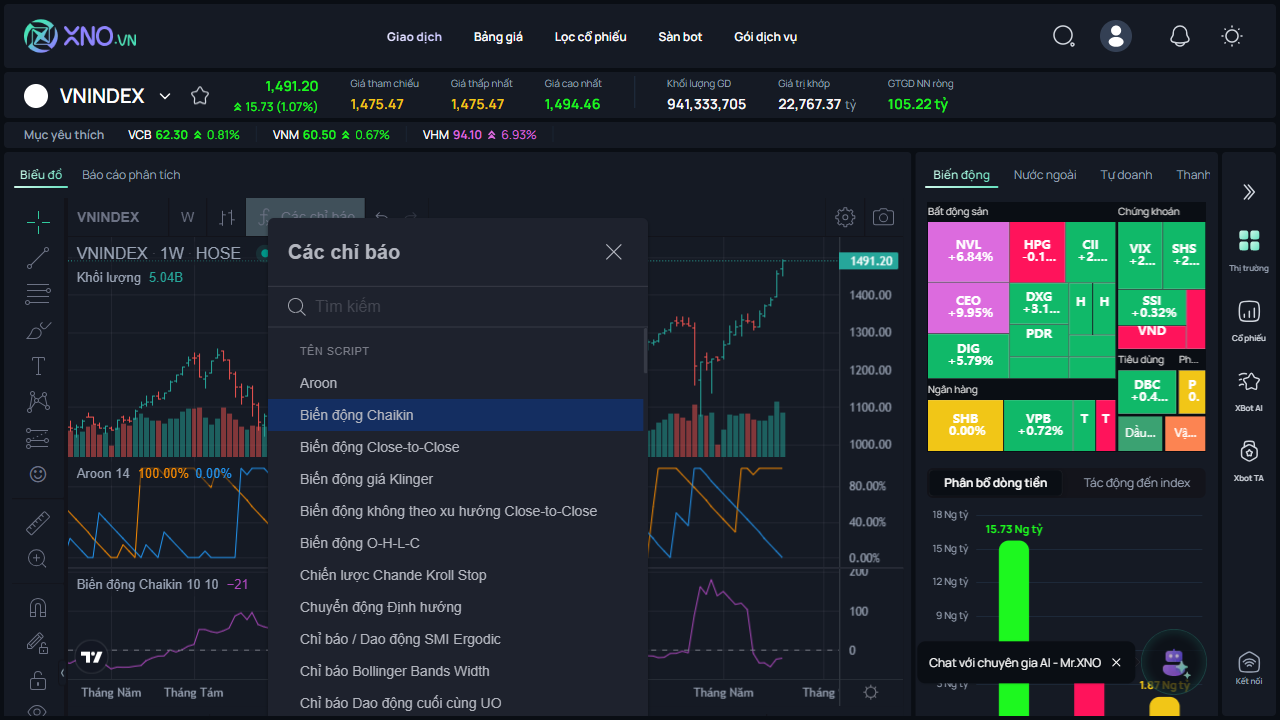 XNO.VN
Giao dịch
Bảng giá
Lọc cổ phiếu
Sàn bot
Gói dịch vụ
VNINDEX
1,491.20
15.73 (1.07%)
Giá tham chiếu
1,475.47
Giá thấp nhất
1,475.47
Giá cao nhất
1,494.46
Khối lượng GD
941,333,705
Giá trị khớp
22,767.37 tỷ
GTGD NN ròng
105.22 tỷ
Mục yêu thích
VCB 62.30 0.81%
VNM 60.50 0.67%
VHM 94.10 6.93%
Biểu đồ
Báo cáo phân tích
VNINDEX
W
Các chỉ báo
VNINDEX · 1W · HOSE
Khối lượng 5.04B
Các chỉ báo
Tìm kiếm
TÊN SCRIPT
Aroon
Biến động Chaikin
Biến động Close-to-Close
Biến động giá Klinger
Biến động không theo xu hướng Close-to-Close
Biến động O-H-L-C
Chiến lược Chande Kroll Stop
Chuyển động Định hướng
Chỉ báo / Dao động SMI Ergodic
Chỉ báo Bollinger Bands Width
Chỉ báo Dao động cuối cùng UO
Aroon 14 100.00% 0.00%
Biến động Chaikin 10 10 −21
1491.20
1400.00
1300.00
1200.00
1100.00
1000.00
80.00%
40.00%
0.00%
200
100
0
Tháng Năm
Tháng Tám
Tháng Năm
Tháng
Biến động
Nước ngoài
Tự doanh
Thanh
Bất động sản
NVL
+6.84%
HPG
-0.1...
CII
+2....
CEO
+9.95%
DXG
+3.1...
H
H
DIG
+5.79%
PDR
Chứng khoán
VIX
+2...
SHS
+2...
SSI
+0.32%
VND
Ngân hàng
SHB
0.00%
VPB
+0.72%
T
T
Tiêu dùng
Ph...
DBC
+0.4...
P
0.
Dầu...
Vậ...
Phân bổ dòng tiền
Tác động đến index
18 Ng tỷ
15 Ng tỷ
12 Ng tỷ
9 Ng tỷ
15.73 Ng tỷ
1.87 Ng tỷ
Chat với chuyên gia AI - Mr.XNO
Thị trường
Cổ phiếu
XBot AI
Xbot TA
Kết nối